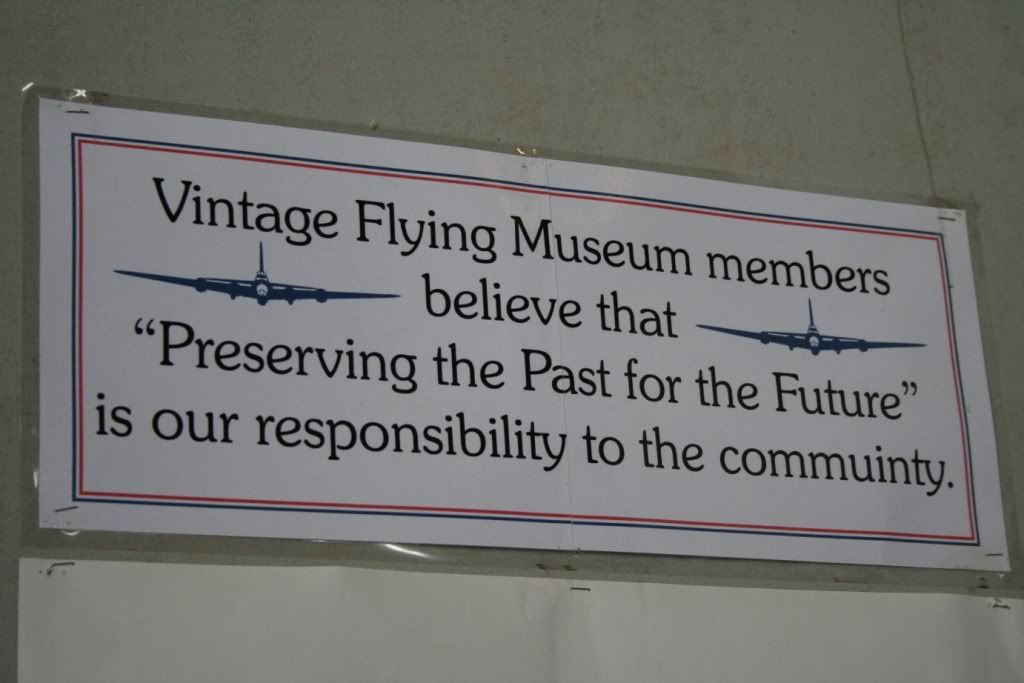 Vintage Flying Museum members
believe that
“Preserving the Past for the Future”
is our responsibility to the commuinty.